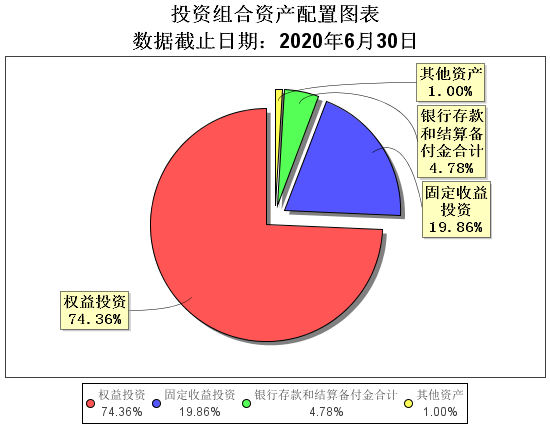 投资组合资产配置图表
数据截止日期：2020年6月30日
其他资产
1.00%
银行存款
和结算备
付金合计
4.78%
固定收益
投资
19.86%
权益投资
74.36%
权益投资 固定收益投资 银行存款和结算备付金合计 其他资产
74.36% 19.86% 4.78% 1.00%